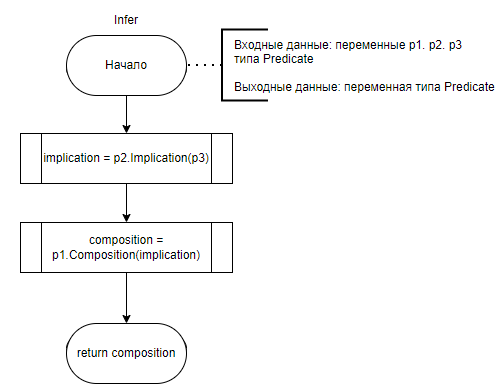 Infer
Начало
Входные данные: переменные p1. p2. p3
типа Predicate
Выходные данные: переменная типа Predicate
implication = p2.Implication(p3)
composition =
p1.Composition(implication)
return composition